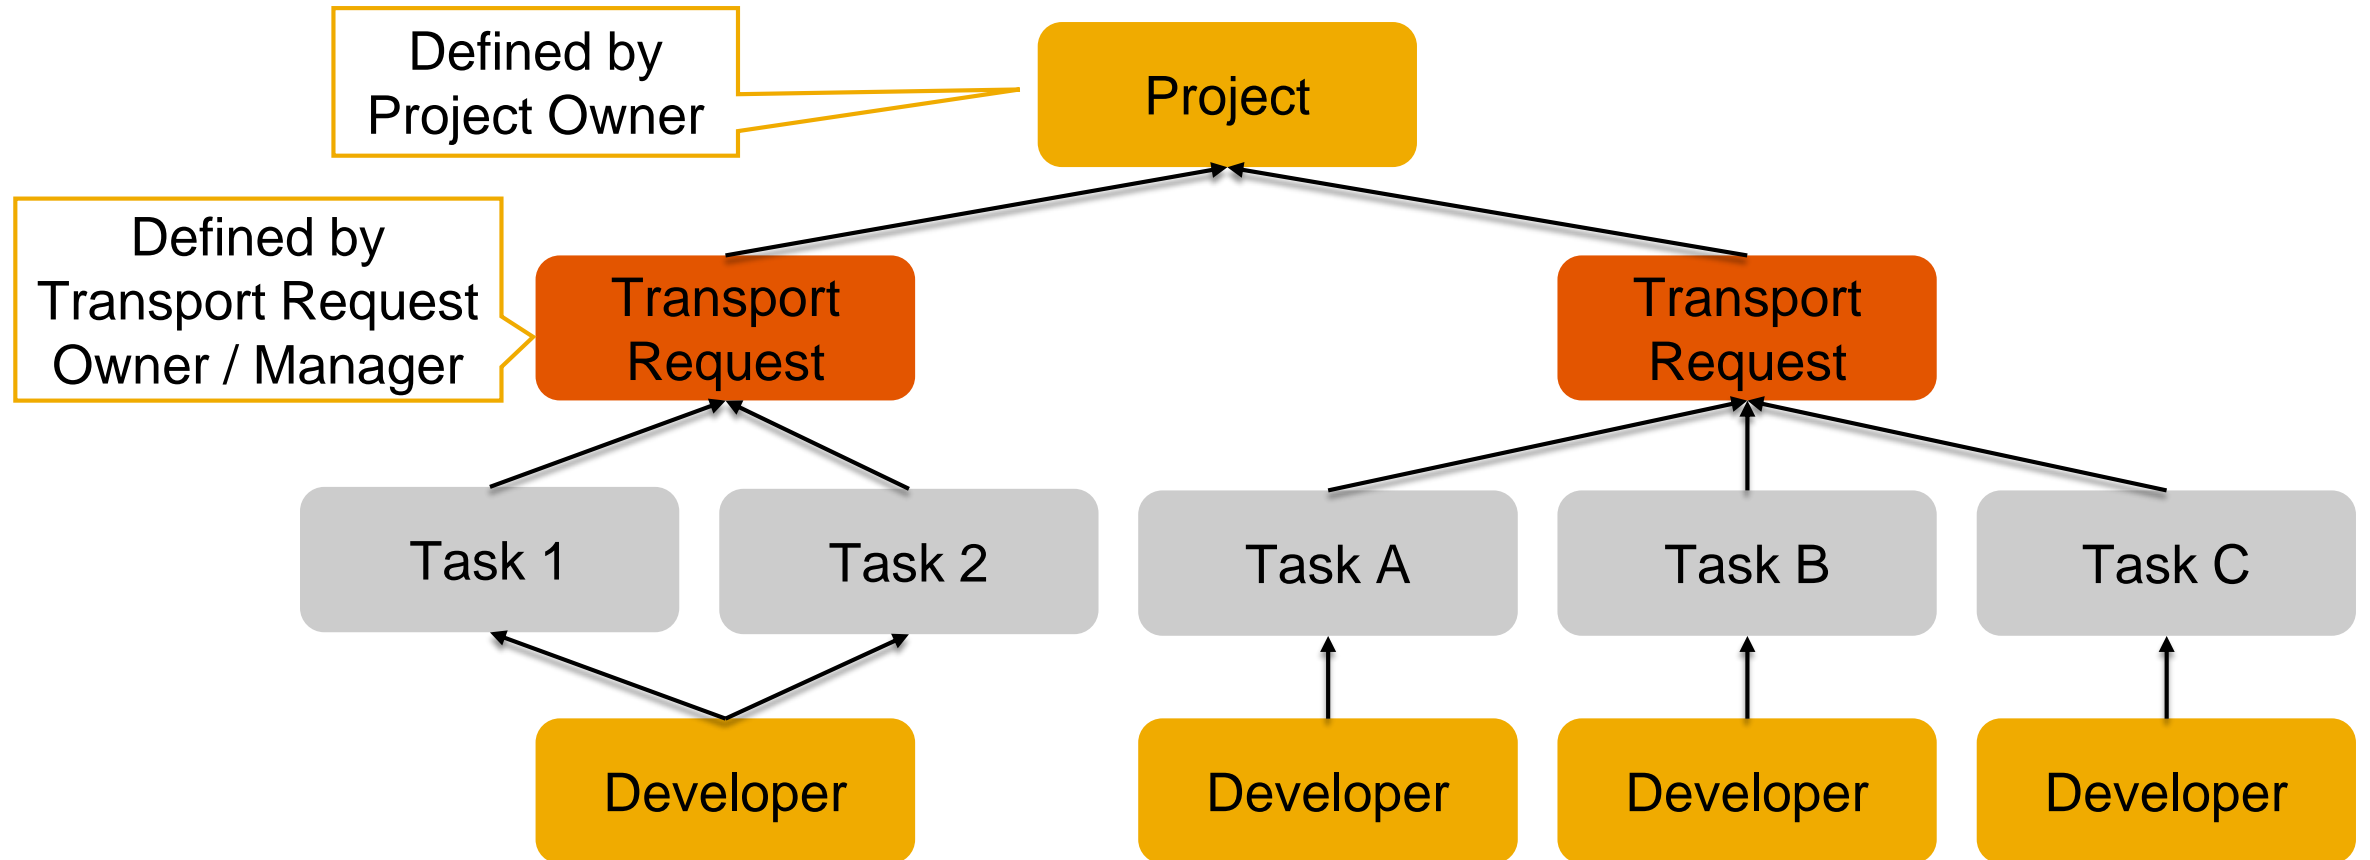 Defined by
Project Owner
Project
Defined by
Transport Request
Owner / Manager
Transport
Request
Transport
Request
Task 1
Task 2
Task A
Task B
Task C
Developer
Developer
Developer
Developer